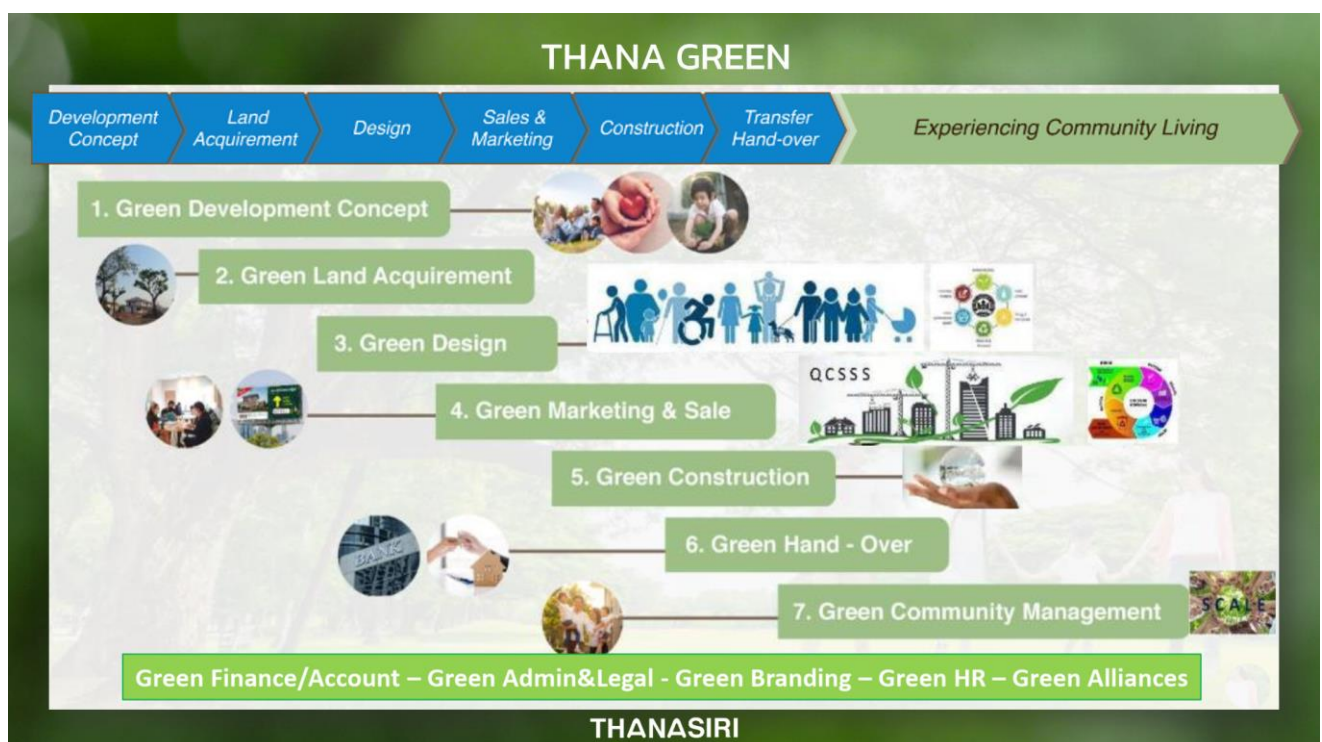 THANA GREEN
Development
Concept
Land
Acquirement
Design
Sales &
Marketing
Construction
Transfer
Hand-over
Experiencing Community Living
1. Green Development Concept
2. Green Land Acquirement
3. Green Design
QCSSS
4. Green Marketing & Sale
5. Green Construction
BANK
6. Green Hand - Over
7. Green Community Management
SCALE
Green Finance/Account – Green Admin&Legal - Green Branding – Green HR – Green Alliances
THANASIRI